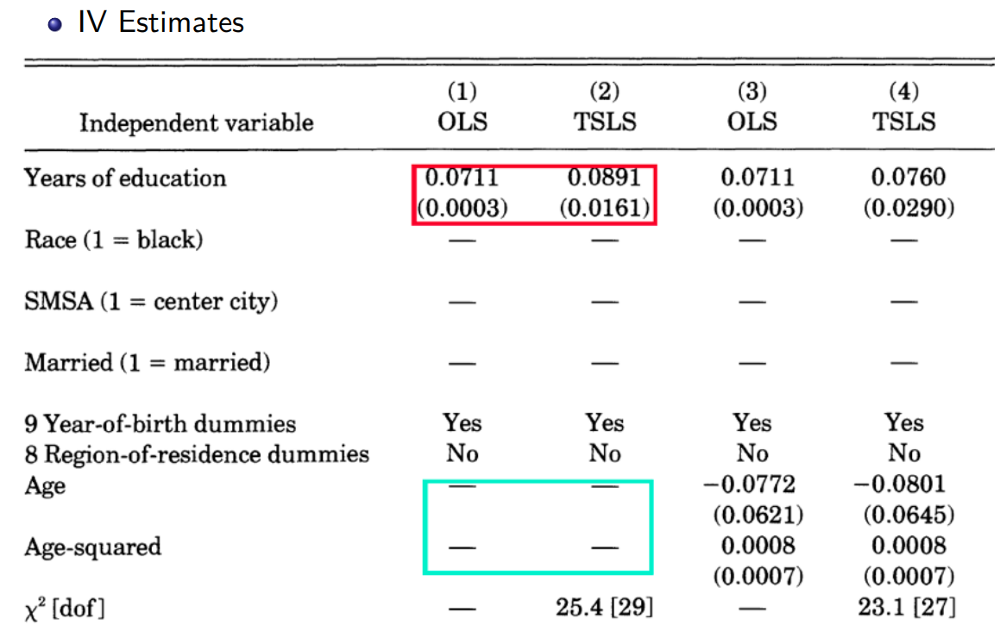 IV Estimates
(1) (2) (3) (4)
Independent variable OLS TSLS OLS TSLS
Years of education 0.0711 0.0891 0.0711 0.0760
(0.0003) (0.0161) (0.0003) (0.0290)
Race (1 = black) — — — —
SMSA (1 = center city) — — — —
Married (1 = married) — — — —
9 Year-of-birth dummies Yes Yes Yes Yes
8 Region-of-residence dummies No No No No
Age — — −0.0772 −0.0801
(0.0621) (0.0645)
Age-squared — — 0.0008 0.0008
(0.0007) (0.0007)
χ² [dof] — 25.4 [29] — 23.1 [27]